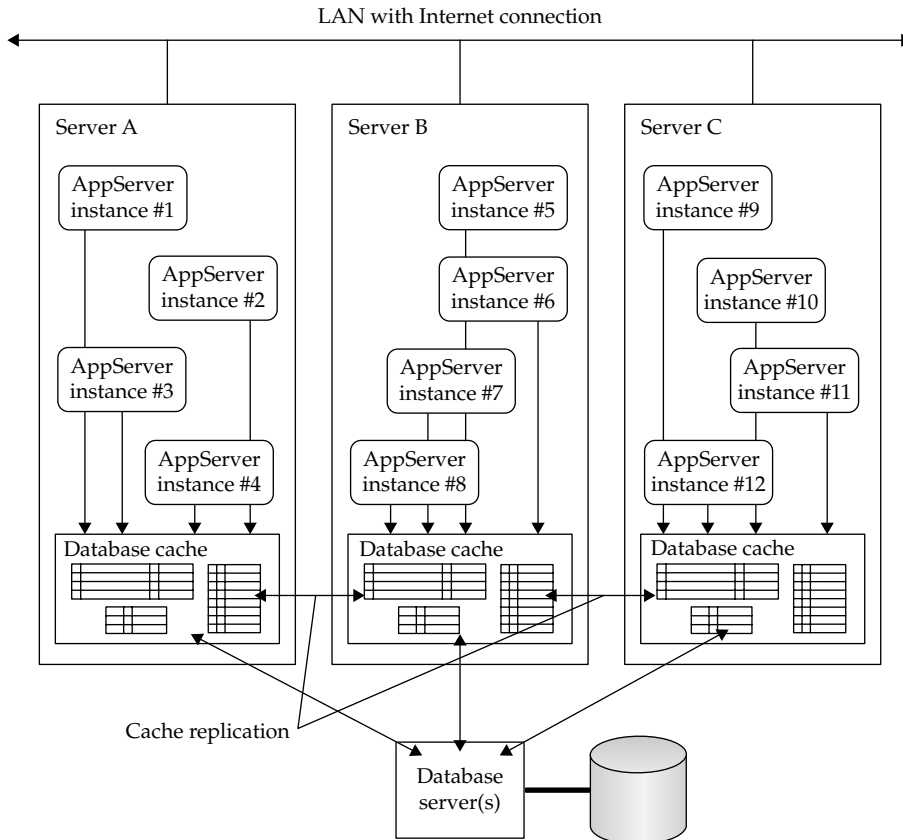 LAN with Internet connection
Server A
AppServer
instance #1
AppServer
instance #2
AppServer
instance #3
AppServer
instance #4
Database cache
Server B
AppServer
instance #5
AppServer
instance #6
AppServer
instance #7
AppServer
instance #8
Database cache
Server C
AppServer
instance #9
AppServer
instance #10
AppServer
instance #11
AppServer
instance #12
Database cache
Cache replication
Database
server(s)